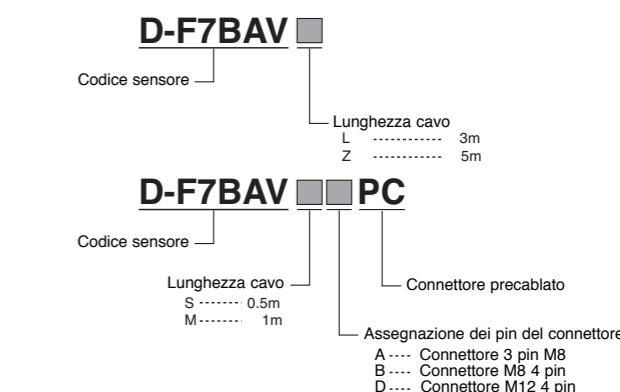 D-F7BAV
Codice sensore
Lunghezza cavo
L ------------ 3m
Z ------------ 5m
D-F7BAV PC
Codice sensore
Lunghezza cavo
S ------- 0.5m
M ------- 1m
Connettore precablato
Assegnazione dei pin del connettore
A ---- Connettore 3 pin M8
B ---- Connettore M8 4 pin
D ---- Connettore M12 4 pin